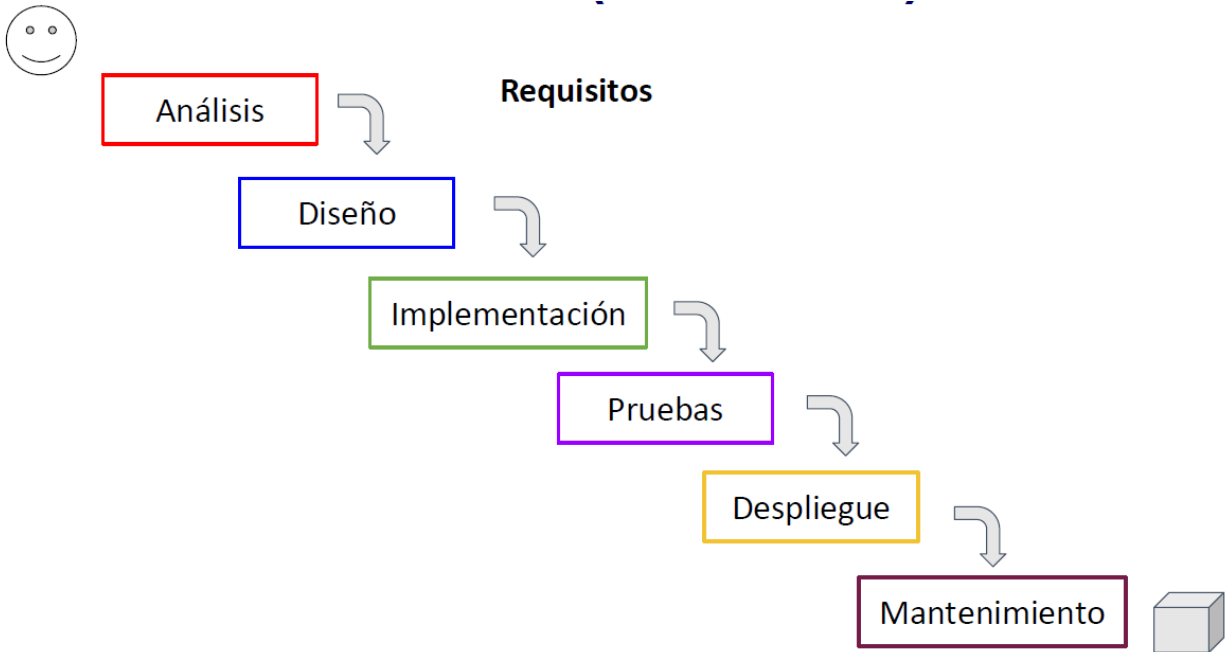 Requisitos
Análisis
Diseño
Implementación
Pruebas
Despliegue
Mantenimiento